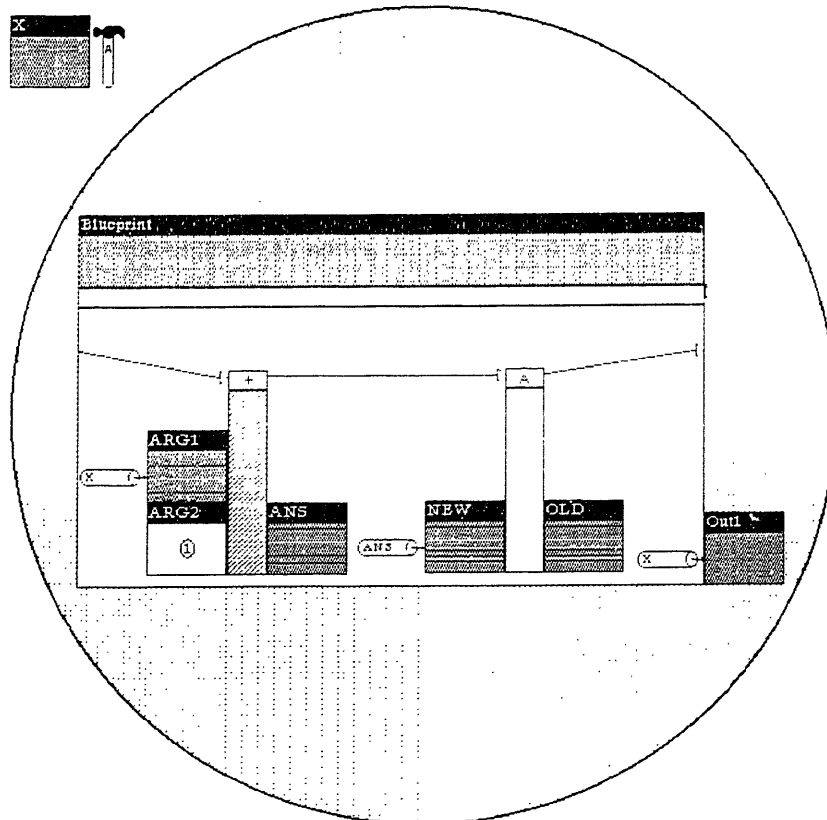 X
A
Blueprint
+
A
ARG1
X
ARG2
ANS
NEW
OLD
Out1
1
ANS
X